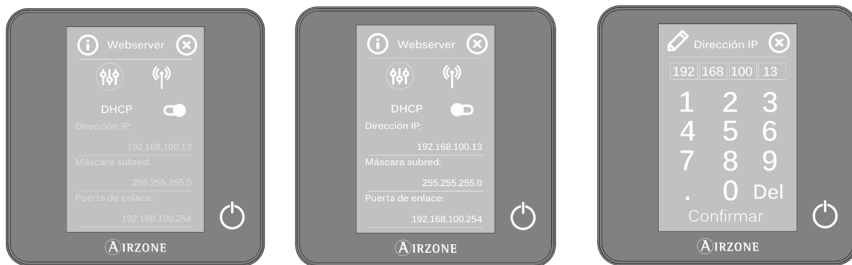 Webserver
DHCP
Dirección IP:
192.168.100.13
Máscara subred:
255.255.255.0
Puerta de enlace:
192.168.100.254
AIRZONE
Webserver
DHCP
Dirección IP:
192.168.100.13
Máscara subred:
255.255.255.0
Puerta de enlace:
192.168.100.254
AIRZONE
Dirección IP
192 168 100 13
1 2 3
4 5 6
7 8 9
. 0 Del
Confirmar
AIRZONE